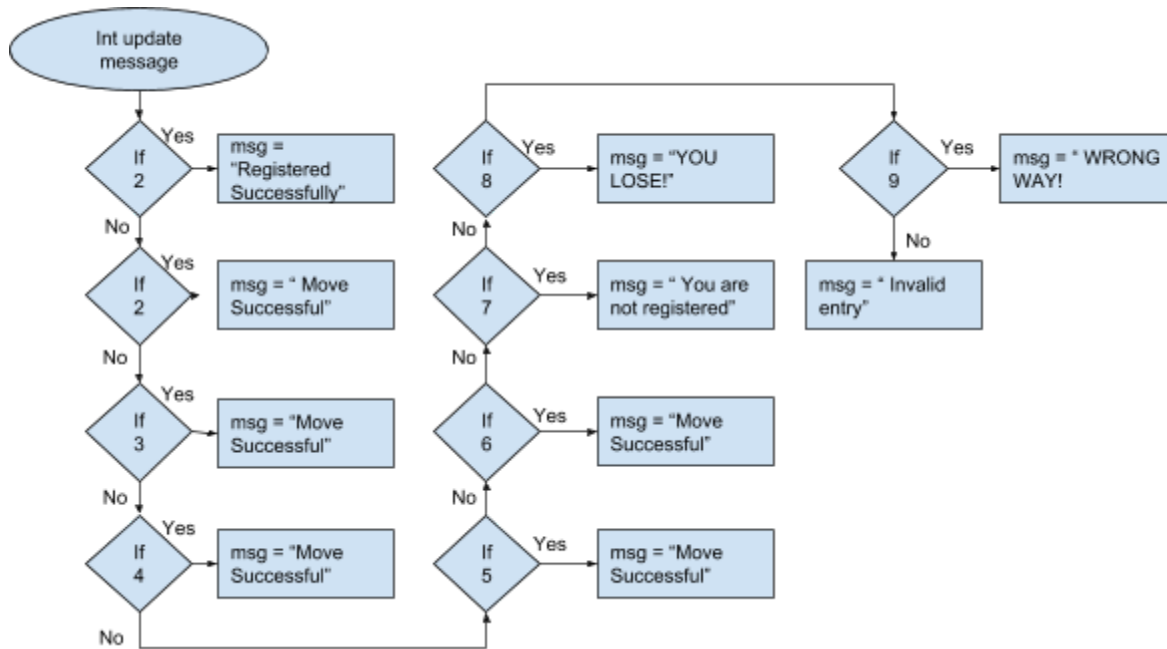 Int update
message
Yes
If
2
msg =
"Registered
Successfully”
No
Yes
If
2
msg = “ Move
Successful”
No
Yes
If
3
msg = “Move
Successful”
No
Yes
If
4
msg = “Move
Successful”
No
If
5
Yes
msg = “Move
Successful”
No
If
6
Yes
msg = “Move
Successful”
No
If
7
Yes
msg = “ You are
not registered”
No
If
8
Yes
msg = “YOU
LOSE!”
If
9
Yes
msg = “ WRONG
WAY!
No
msg = “ Invalid
entry”